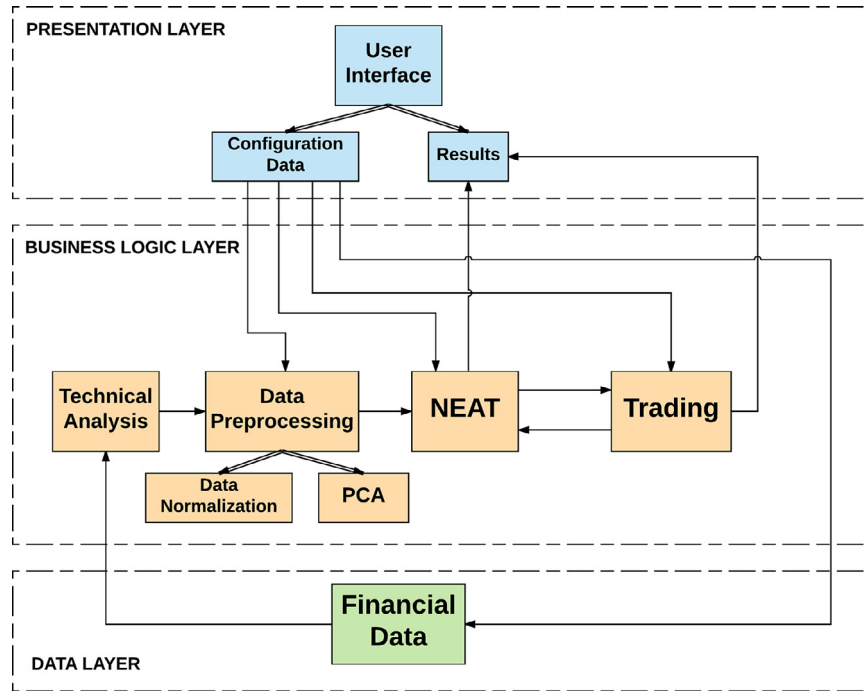 PRESENTATION LAYER
User
Interface
Configuration
Data
Results
BUSINESS LOGIC LAYER
Technical
Analysis
Data
Preprocessing
NEAT
Trading
Data
Normalization
PCA
Financial
Data
DATA LAYER